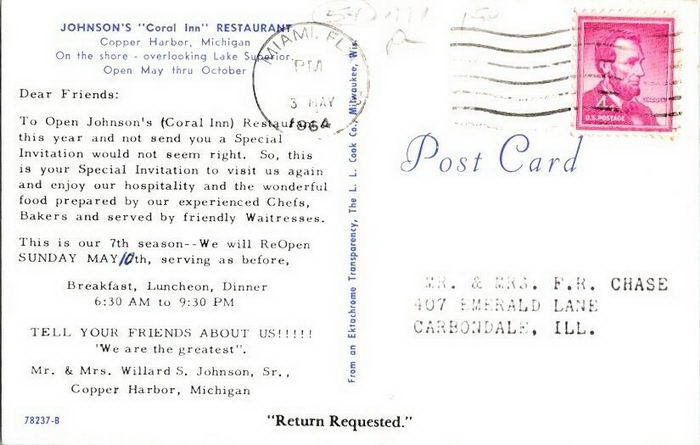 JOHNSON'S "Coral Inn" RESTAURANT
Copper Harbor, Michigan
On the shore - overlooking Lake Superior.
Open May thru October
Dear Friends:
To Open Johnson's (Coral Inn) Restaurant
this year and not send you a Special
Invitation would not seem right. So, this
is your Special Invitation to visit us again
and enjoy our hospitality and the wonderful
food prepared by our experienced Chefs,
Bakers and served by friendly Waitresses.
This is our 7th season--We will ReOpen
SUNDAY MAY 10th, serving as before,
Breakfast, Luncheon, Dinner
6:30 AM to 9:30 PM
TELL YOUR FRIENDS ABOUT US!!!!!
'We are the greatest".
Mr. & Mrs. Willard S. Johnson, Sr.,
Copper Harbor, Michigan
78237-B
"Return Requested."
From an Ektachrome Transparency, The L. L. Cook Co., Milwaukee, Wis.
MIAMI, FLA
PM
3 MAY
1964
4¢
LINCOLN
U.S. POSTAGE
Post Card
MR. & MRS. F.R. CHASE
407 EMERALD LANE
CARBONDALE, ILL.